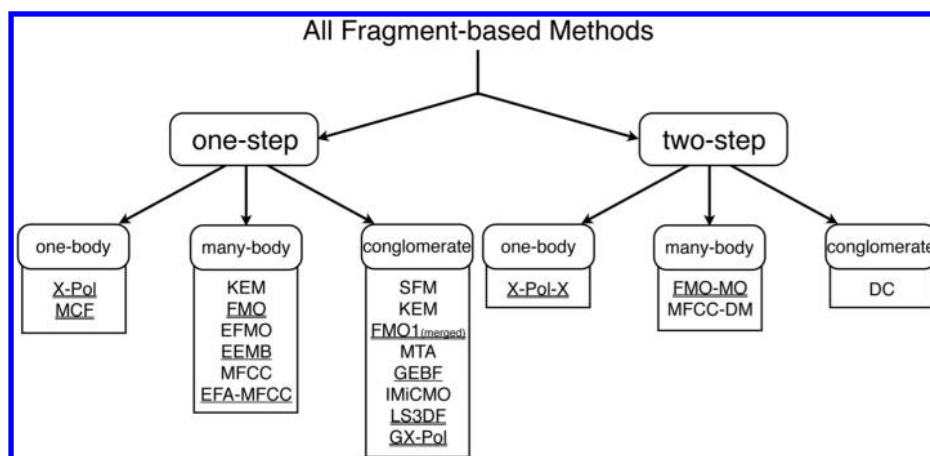 All Fragment-based Methods
one-step
two-step
one-body
many-body
conglomerate
one-body
many-body
conglomerate
X-Pol
MCF
KEM
FMO
EFMO
EEMB
MFCC
EFA-MFCC
SFM
KEM
FMO1(merged)
MTA
GEBF
IMiCMO
LS3DF
GX-Pol
X-Pol-X
FMO-MO
MFCC-DM
DC